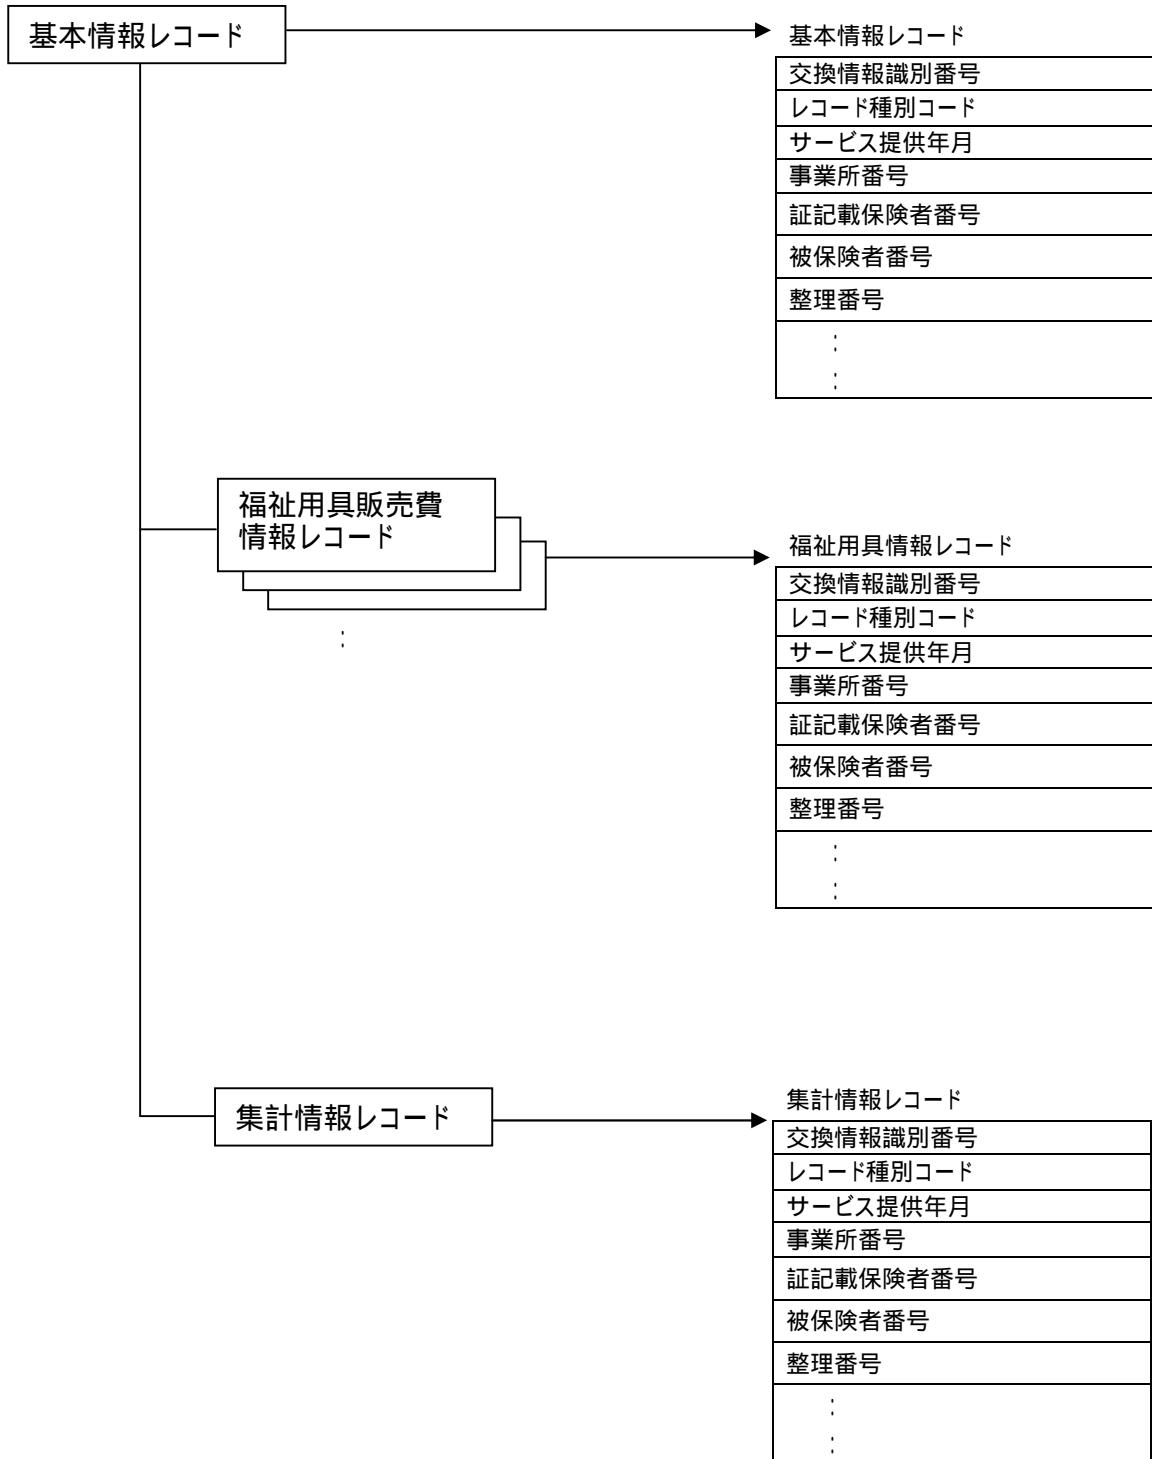 基本情報レコード
基本情報レコード
交換情報識別番号
レコード種別コード
サービス提供年月
事業所番号
証記載保険者番号
被保険者番号
整理番号
:
:
福祉用具販売費
情報レコード
:
福祉用具情報レコード
交換情報識別番号
レコード種別コード
サービス提供年月
事業所番号
証記載保険者番号
被保険者番号
整理番号
:
:
集計情報レコード
集計情報レコード
交換情報識別番号
レコード種別コード
サービス提供年月
事業所番号
証記載保険者番号
被保険者番号
整理番号
:
: